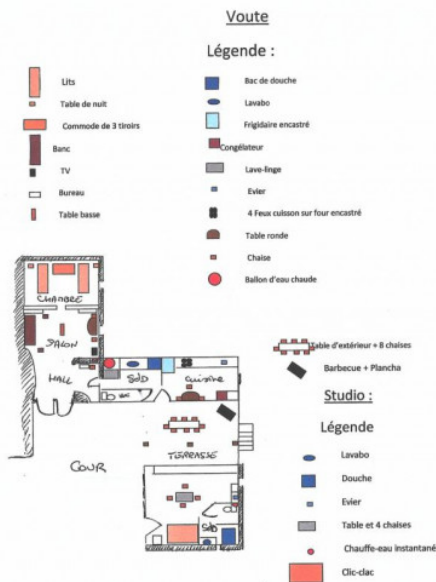 Voute
Légende :
Lits
Table de nuit
Commode de 3 tiroirs
Banc
TV
Bureau
Table basse
Bac de douche
Lavabo
Frigidaire encastré
Congélateur
Lave-linge
Evier
4 Feux cuisson sur four encastré
Table ronde
Chaise
Ballon d'eau chaude
CHAMBRE
SALON
HALL
SdD
WC
Cuisine
Table d'extérieur + 8 chaises
Barbecue + Plancha
TERRASSE
COUR
SdD
Studio :
Légende
Lavabo
Douche
Evier
Table et 4 chaises
Chauffe-eau instantané
Clic-clac